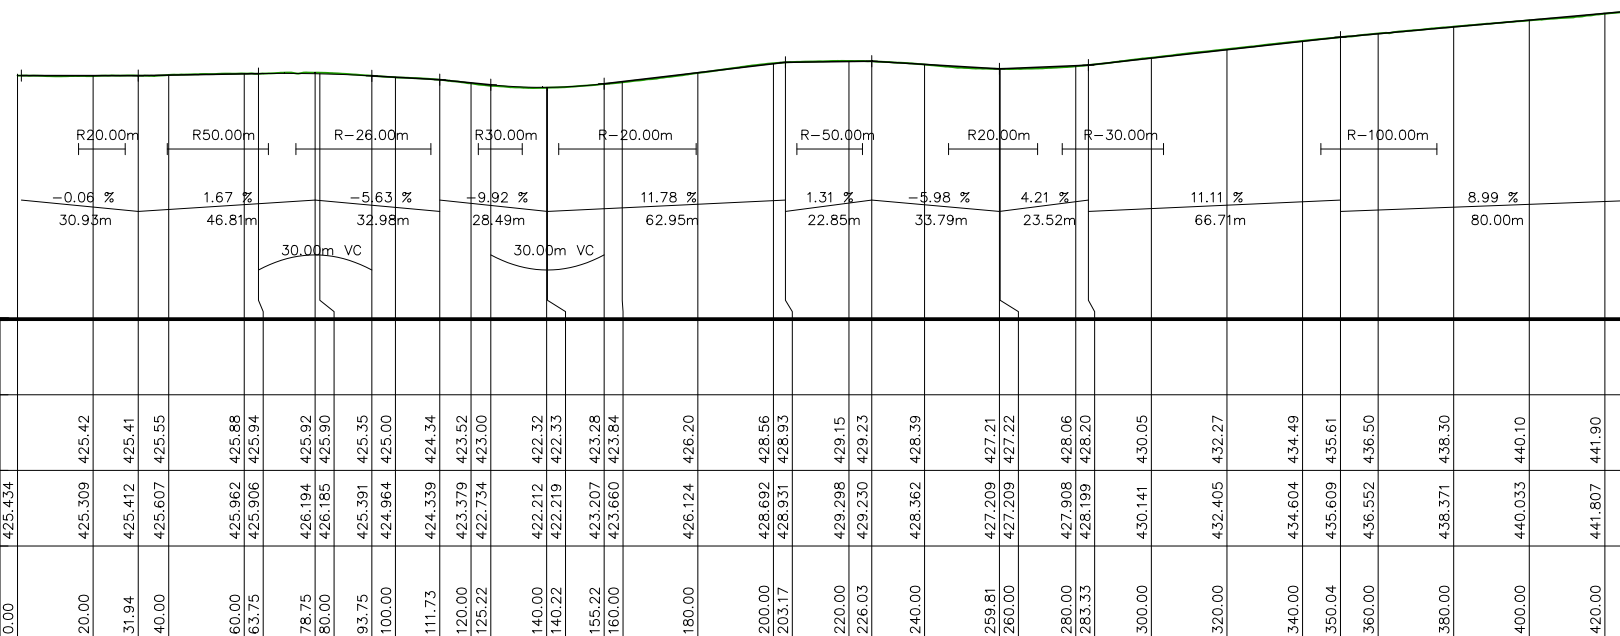 R20.00m R50.00m R-26.00m R30.00m R-20.00m R-50.00m R20.00m R-30.00m R-100.00m
-0.06 % 1.67 % -5.63 % -9.92 % 11.78 % 1.31 % -5.98 % 4.21 % 11.11 % 8.99 %
30.93m 46.81m 32.98m 28.49m 62.95m 22.85m 33.79m 23.52m 66.71m 80.00m
30.00m VC 30.00m VC
425.42 425.41 425.55 425.88 425.94 425.92 425.90 425.35 425.00 424.34 423.52 423.00 422.32 422.33 423.28 423.84 426.20 428.56 428.93 429.15 429.23 428.39 427.21 427.22 428.06 428.20 430.05 432.27 434.49 435.61 436.50 438.30 440.10 441.90
425.434 425.309 425.412 425.607 425.962 425.906 426.194 426.185 425.391 424.964 424.339 423.379 422.734 422.212 422.219 423.207 423.660 426.124 428.692 428.931 429.298 429.230 428.362 427.209 427.209 427.908 428.199 430.141 432.405 434.604 435.609 436.552 438.371 440.033 441.807
0.00 20.00 31.94 40.00 60.00 63.75 78.75 80.00 93.75 100.00 111.73 120.00 125.22 140.00 140.22 155.22 160.00 180.00 200.00 203.17 220.00 226.03 240.00 259.81 260.00 280.00 283.33 300.00 320.00 340.00 350.04 360.00 380.00 400.00 420.00